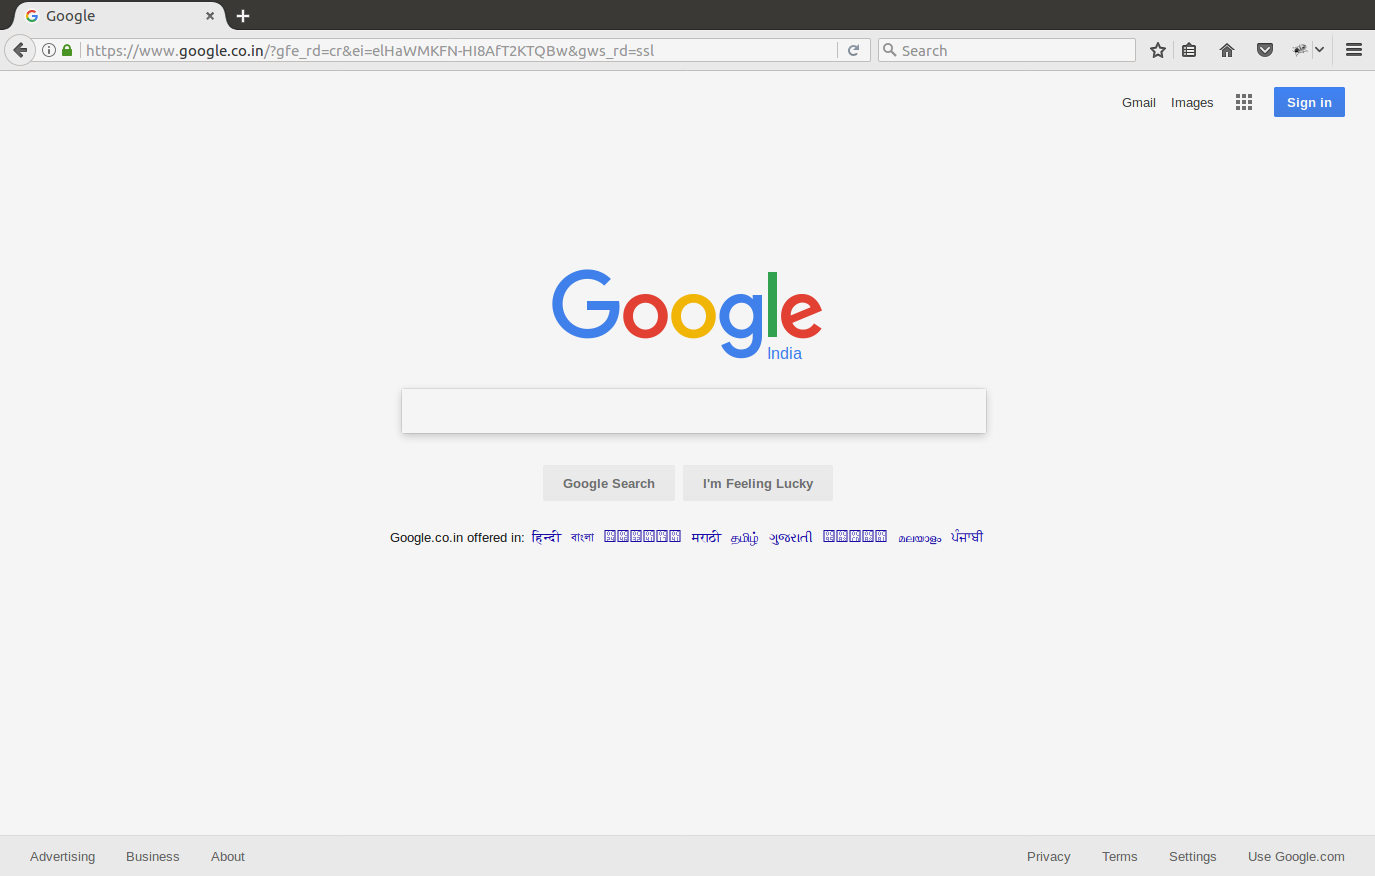 Google
https://www.google.co.in/?gfe_rd=cr&ei=elHaWMKFN-HI8AfT2KTQBw&gws_rd=ssl
Search
Gmail Images Sign in
Google
India
Google Search I'm Feeling Lucky
Google.co.in offered in: हिन्दी বাংলা मराठी தமிழ் ગુજરાતી മലയാളം ਪੰਜਾਬੀ
Advertising Business About Privacy Terms Settings Use Google.com